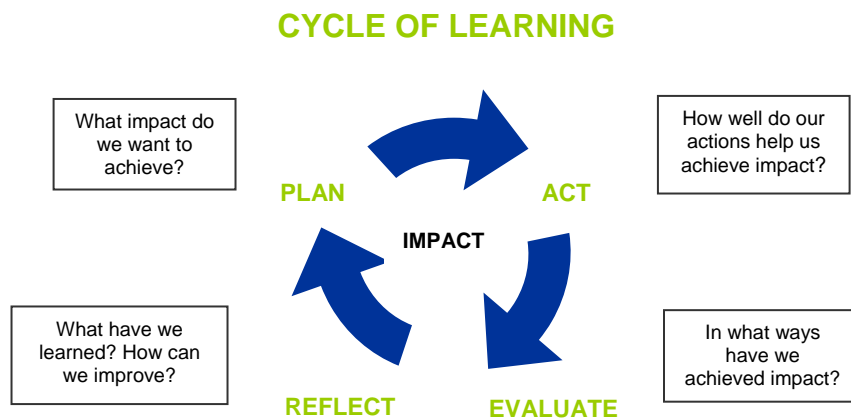 CYCLE OF LEARNING
What impact do
we want to
achieve?
How well do our
actions help us
achieve impact?
PLAN
ACT
IMPACT
What have we
learned? How can
we improve?
In what ways
have we
achieved impact?
REFLECT
EVALUATE